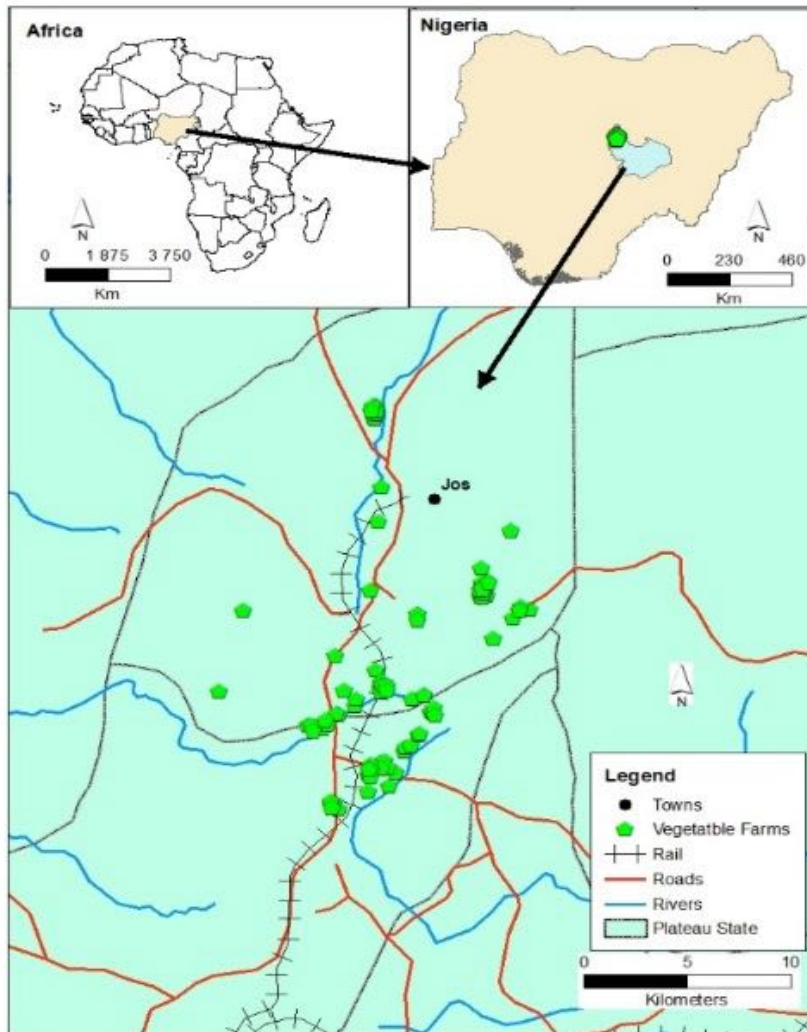 Africa
N
0 1 875 3 750
Km
Nigeria
N
0 230 460
Km
Jos
N
Legend
Towns
Vegetatble Farms
Rail
Roads
Rivers
Plateau State
0 5 10
Kilometers